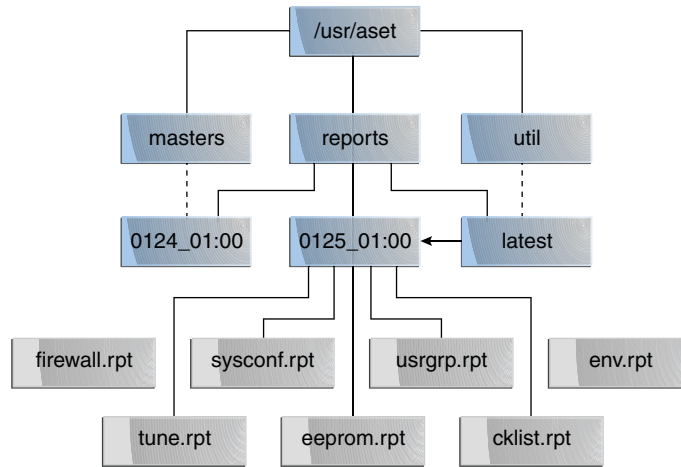 /usr/aset
masters
reports
util
0124_01:00
0125_01:00
latest
firewall.rpt
sysconf.rpt
usrgrp.rpt
env.rpt
tune.rpt
eeprom.rpt
cklist.rpt